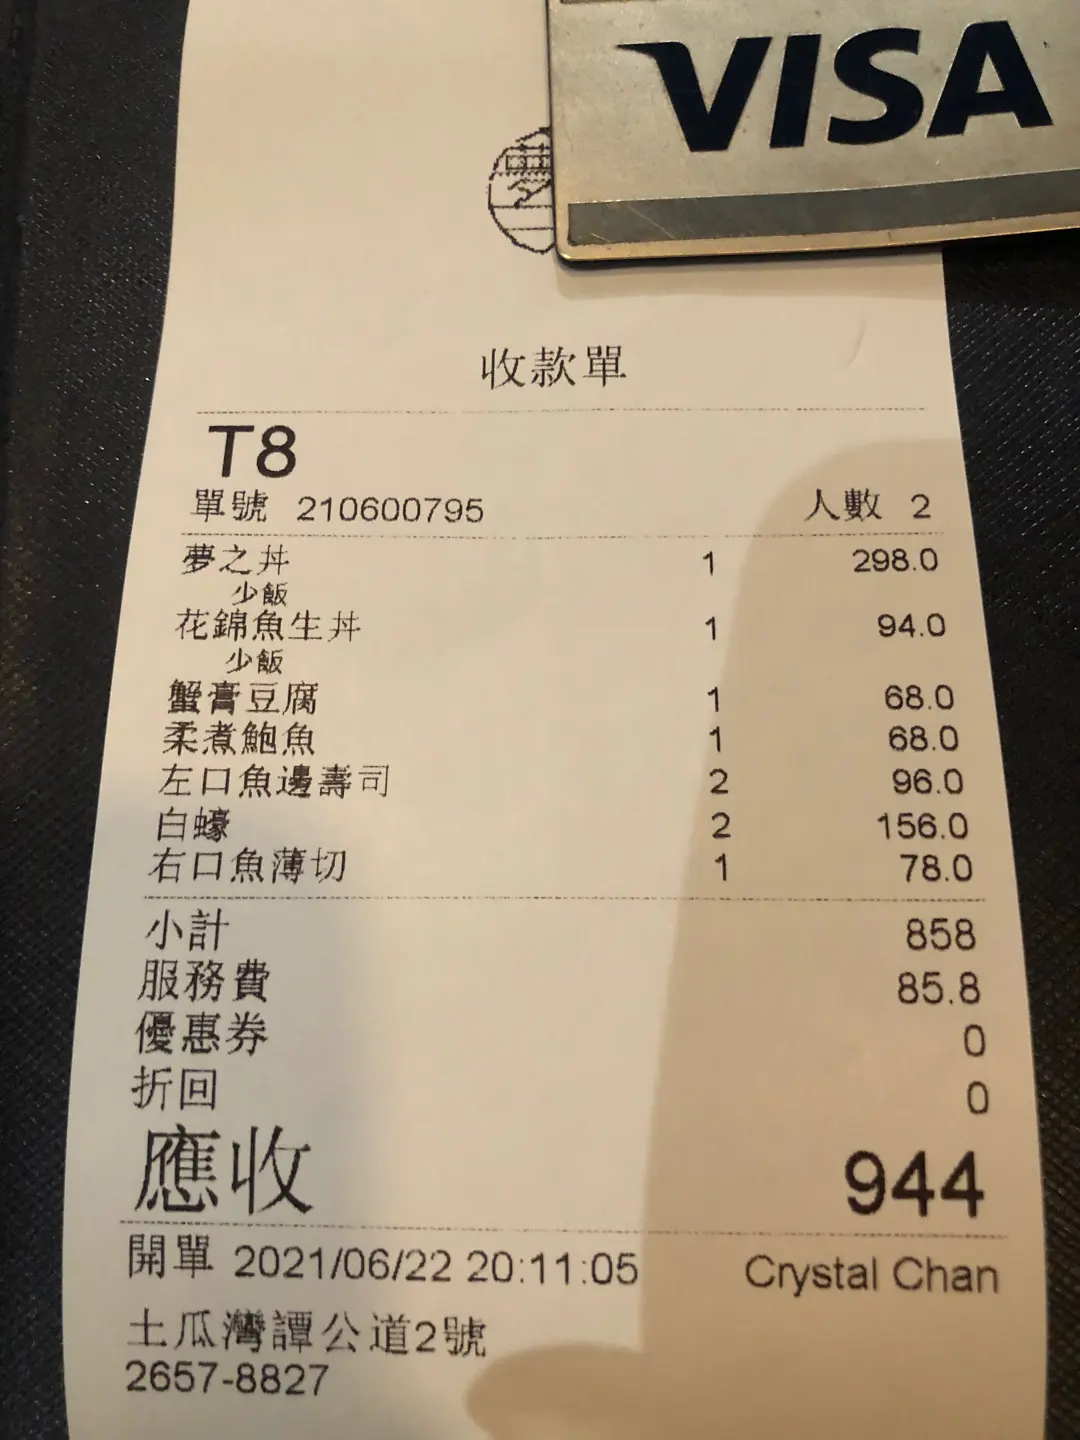 VISA
夢
收款單
T8
單號 210600795 人數 2
夢之丼 1 298.0
少飯
花錦魚生丼 1 94.0
少飯
蟹膏豆腐 1 68.0
柔煮鮑魚 1 68.0
左口魚邊壽司 2 96.0
白蠔 2 156.0
右口魚薄切 1 78.0
小計 858
服務費 85.8
優惠券 0
折回 0
應收 944
開單 2021/06/22 20:11:05 Crystal Chan
土瓜灣譚公道2號
2657-8827